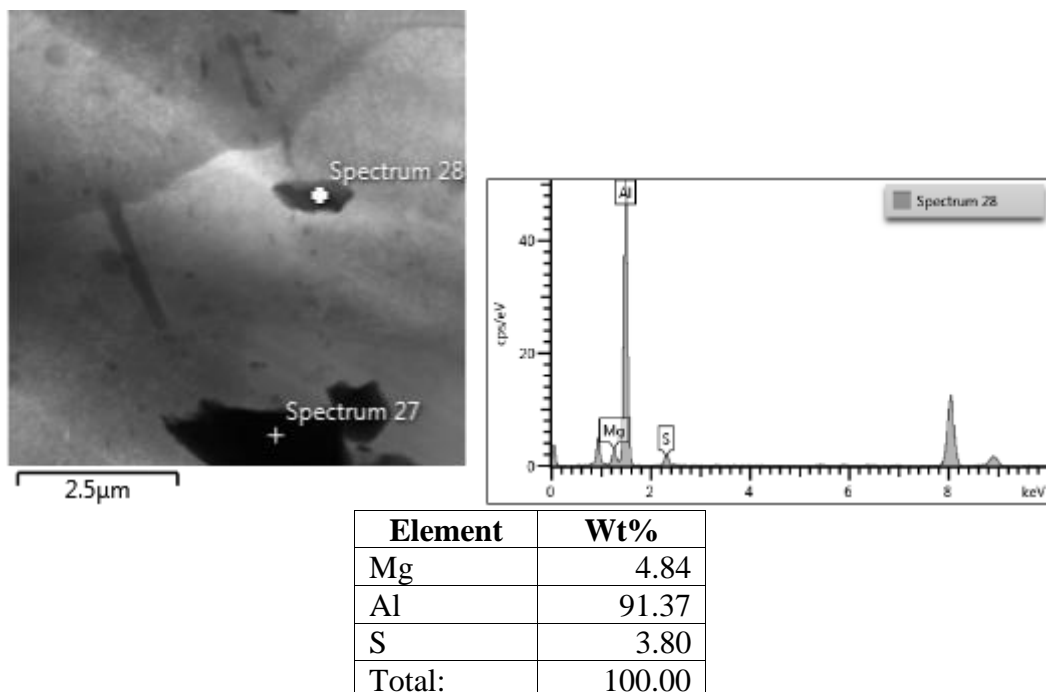 Spectrum 28
Spectrum 27
2.5µm
cps/eV
40
20
0
Al
Mg
S
Spectrum 28
0
2
4
6
8
keV
Element Wt%
Mg 4.84
Al 91.37
S 3.80
Total: 100.00